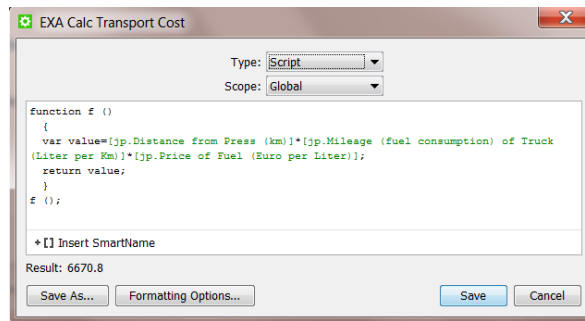 EXA Calc Transport Cost
Type: Script
Scope: Global
function f ()
{
var value=[jp.Distance from Press (km)]*[jp.Mileage (fuel consumption) of Truck
(Liter per Km)]*[jp.Price of Fuel (Euro per Liter)];
return value;
}
f ();
+[] Insert SmartName
Result: 6670.8
Save As... Formatting Options... Save Cancel